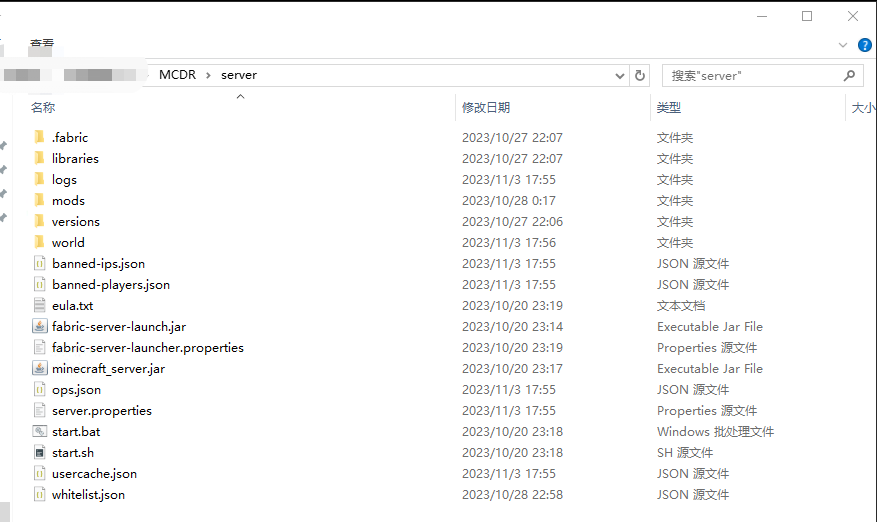 查看
MCDR › server 搜索"server"
名称 修改日期 类型 大小
.fabric 2023/10/27 22:07 文件夹
libraries 2023/10/27 22:07 文件夹
logs 2023/11/3 17:55 文件夹
mods 2023/10/28 0:17 文件夹
versions 2023/10/27 22:06 文件夹
world 2023/11/3 17:56 文件夹
banned-ips.json 2023/11/3 17:55 JSON 源文件
banned-players.json 2023/11/3 17:55 JSON 源文件
eula.txt 2023/10/20 23:19 文本文档
fabric-server-launch.jar 2023/10/20 23:14 Executable Jar File
fabric-server-launcher.properties 2023/10/20 23:19 Properties 源文件
minecraft_server.jar 2023/10/20 23:17 Executable Jar File
ops.json 2023/11/3 17:55 JSON 源文件
server.properties 2023/11/3 17:55 Properties 源文件
start.bat 2023/10/20 23:18 Windows 批处理文件
start.sh 2023/10/20 23:18 SH 源文件
usercache.json 2023/11/3 17:55 JSON 源文件
whitelist.json 2023/10/28 22:58 JSON 源文件